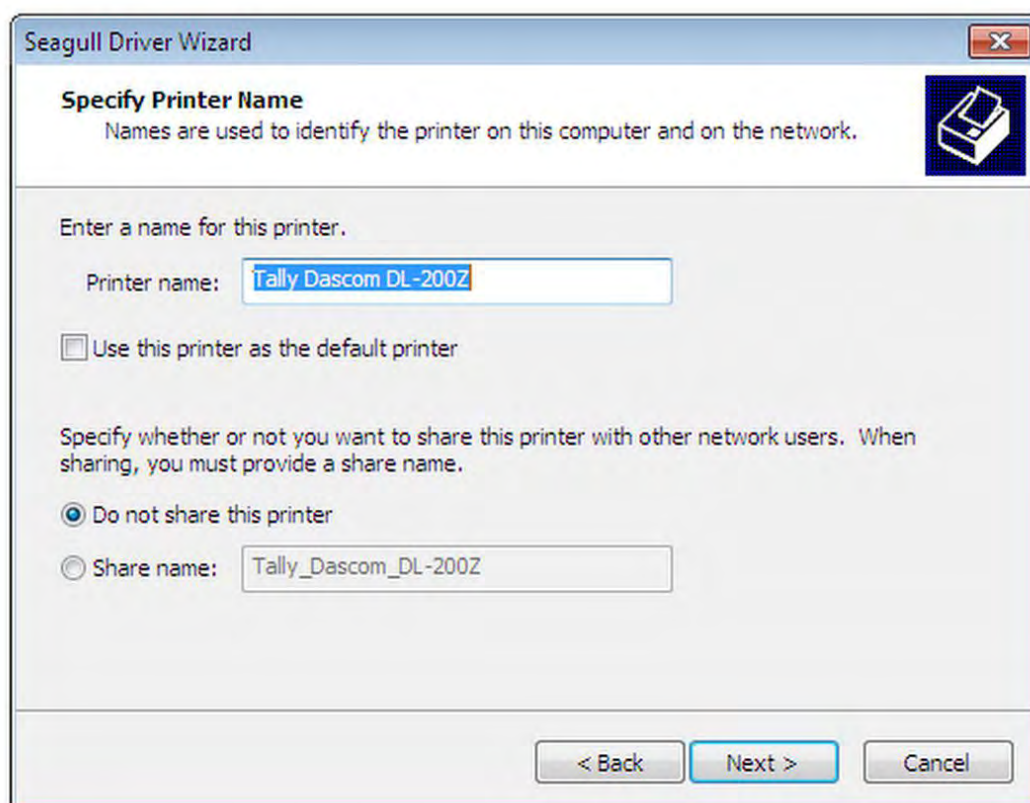 Seagull Driver Wizard
Specify Printer Name
Names are used to identify the printer on this computer and on the network.
Enter a name for this printer.
Printer name: Tally Dascom DL-200Z
Use this printer as the default printer
Specify whether or not you want to share this printer with other network users.  When
sharing, you must provide a share name.
Do not share this printer
Share name: Tally_Dascom_DL-200Z
< Back Next > Cancel